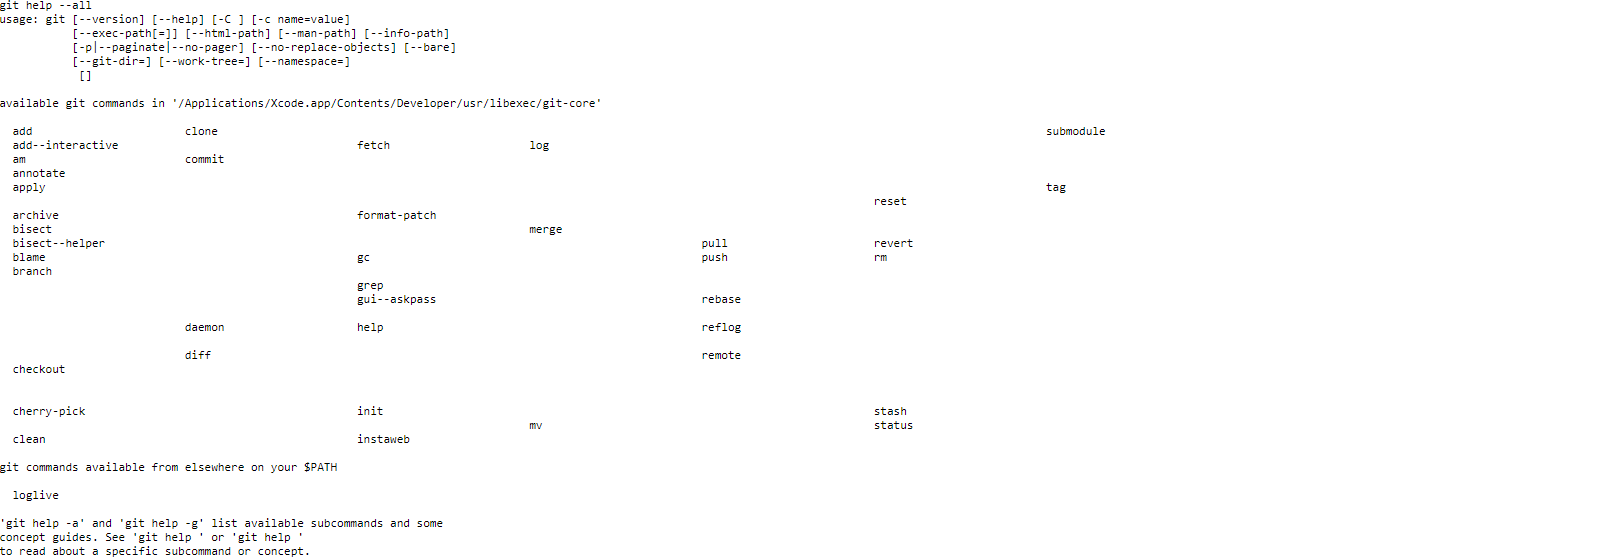 git help --all
usage: git [--version] [--help] [-C ] [-c name=value]
           [--exec-path[=]] [--html-path] [--man-path] [--info-path]
           [-p|--paginate|--no-pager] [--no-replace-objects] [--bare]
           [--git-dir=] [--work-tree=] [--namespace=]
            []
available git commands in '/Applications/Xcode.app/Contents/Developer/usr/libexec/git-core'
  add                       clone                                                                                                                              submodule
  add--interactive                                    fetch                     log
  am                        commit
  annotate
  apply                                                                                                                                                        tag
                                                                                                                                    reset
  archive                                             format-patch
  bisect                                                                        merge
  bisect--helper                                                                                          pull                      revert
  blame                                               gc                                                  push                      rm
  branch
                                                      grep
                                                      gui--askpass                                        rebase
                            daemon                    help                                                reflog
                            diff                                                                          remote
  checkout
  cherry-pick                                         init                                                                          stash
                                                                                mv                                                  status
  clean                                               instaweb
git commands available from elsewhere on your $PATH
  loglive
'git help -a' and 'git help -g' list available subcommands and some
concept guides. See 'git help ' or 'git help '
to read about a specific subcommand or concept.